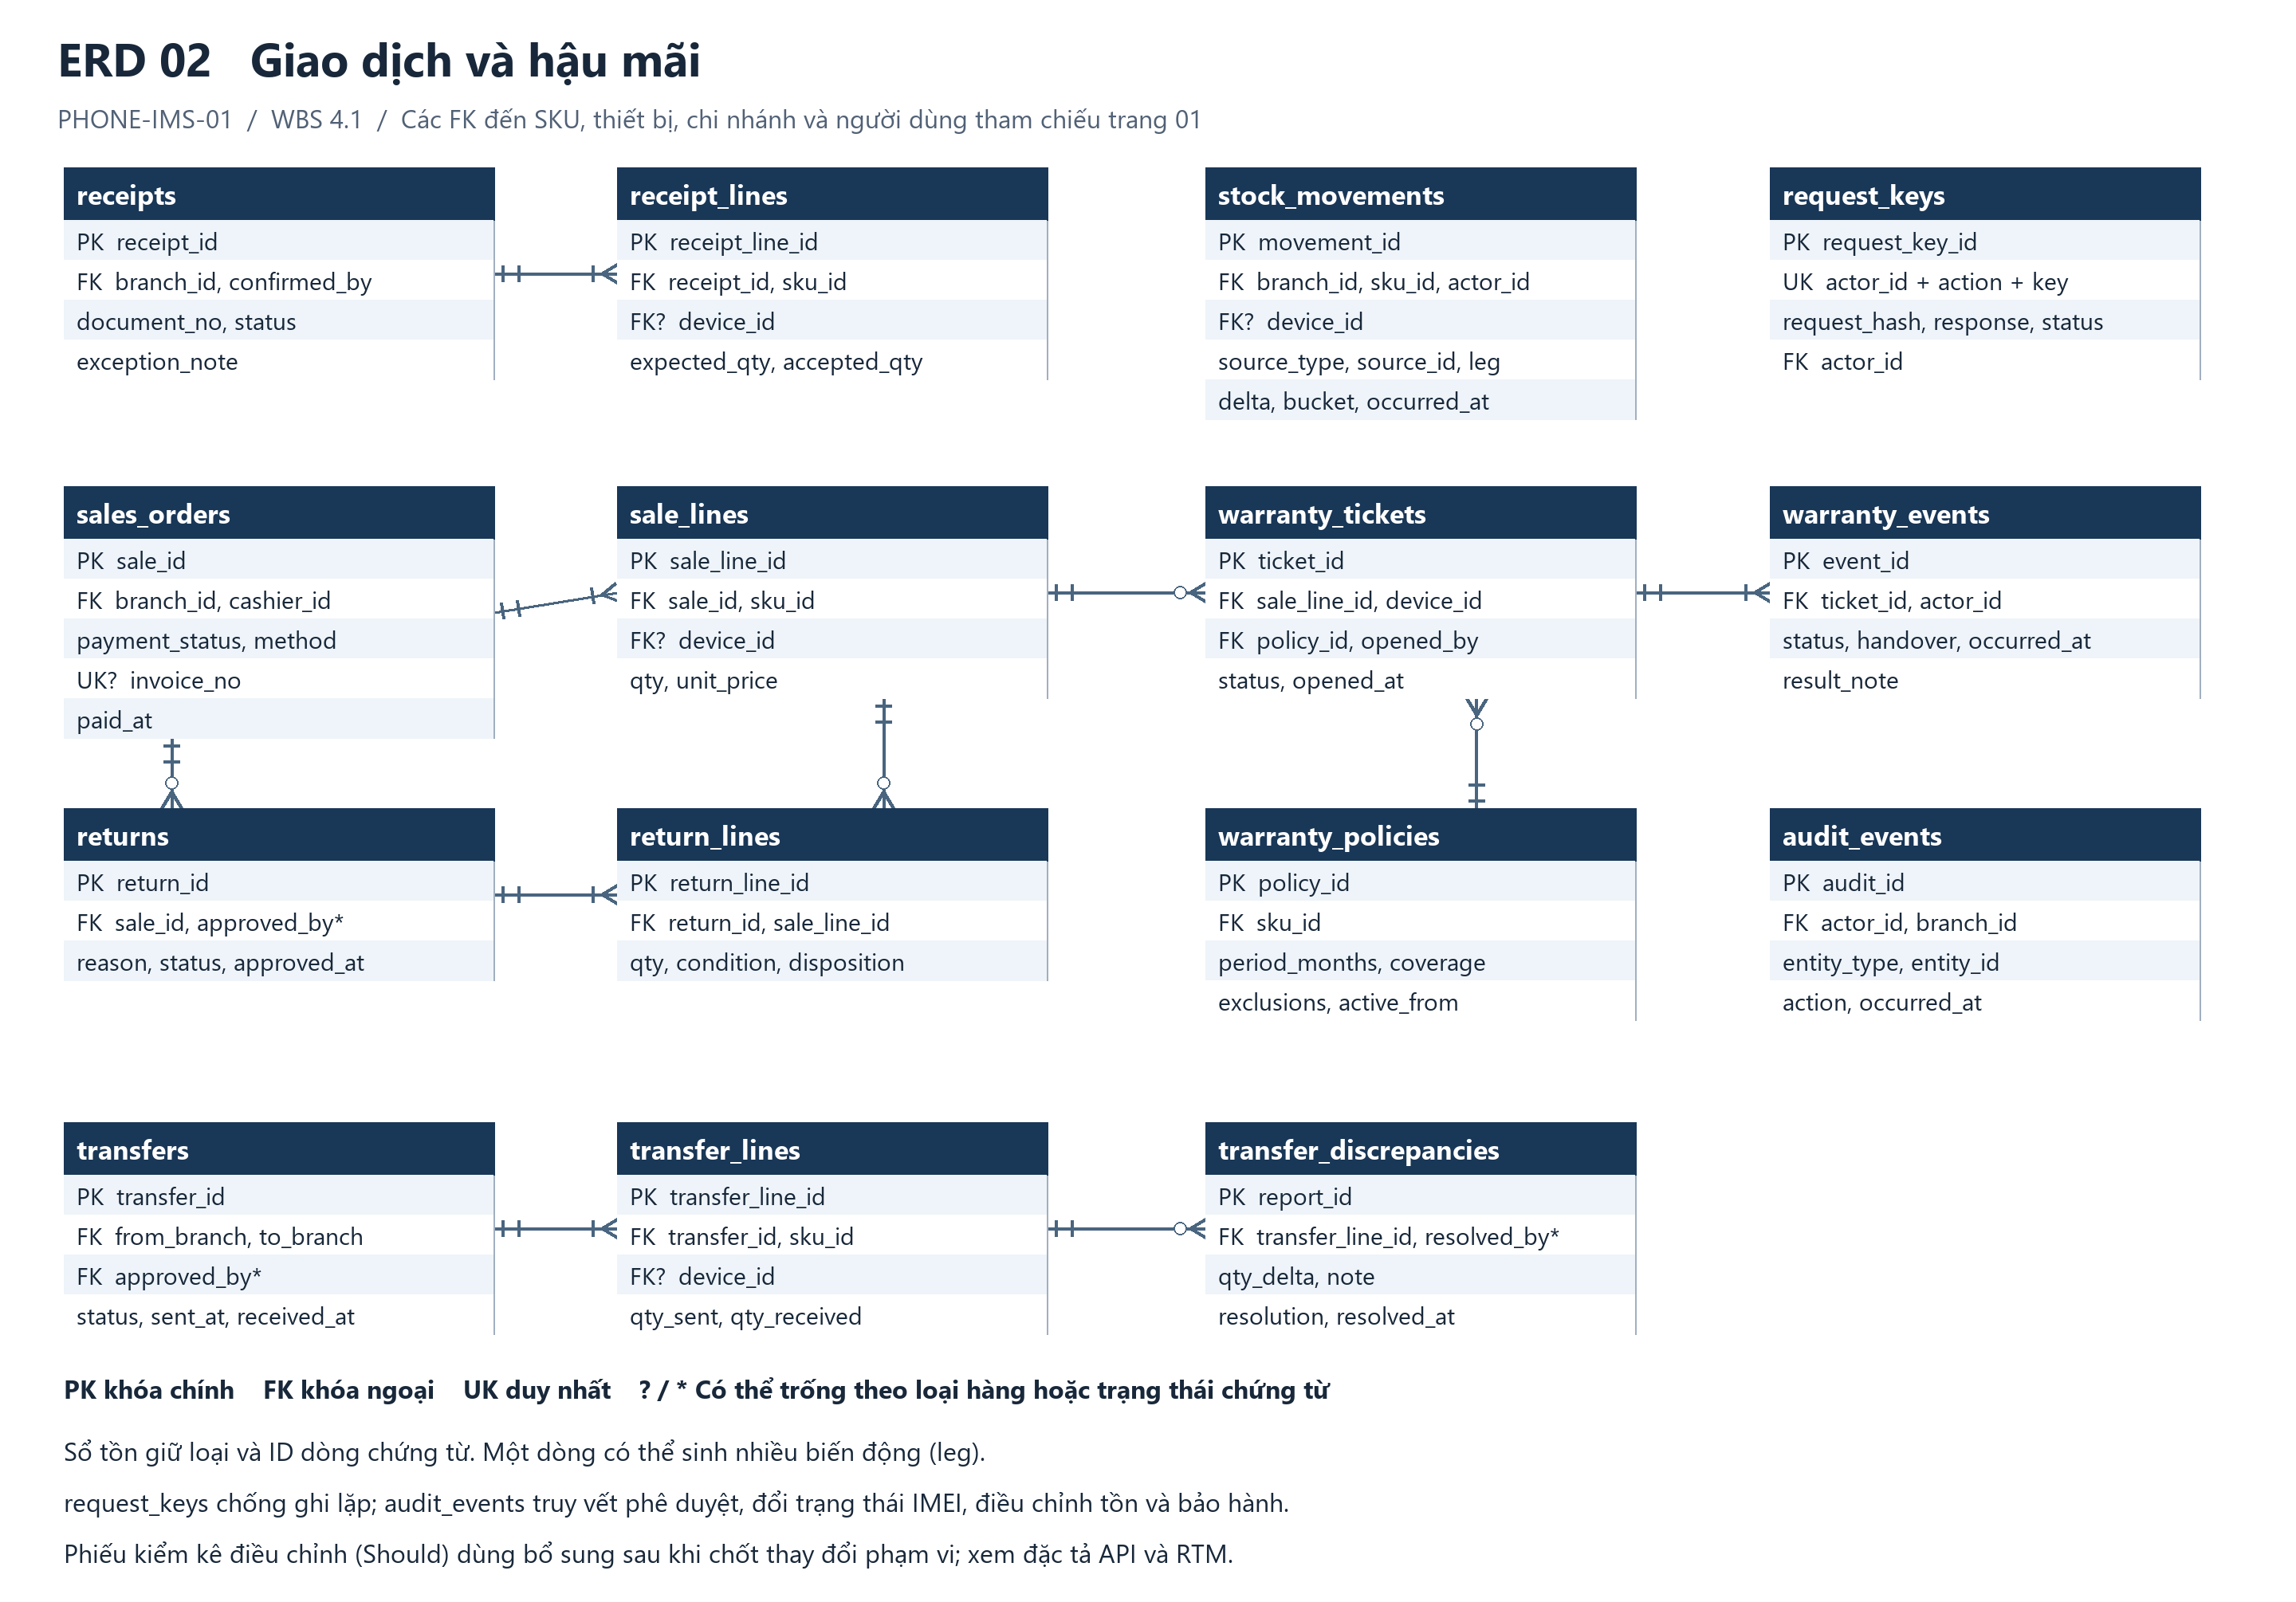 ERD 02   Giao dịch và hậu mãi
PHONE-IMS-01 / WBS 4.1 / Các FK đến SKU, thiết bị, chi nhánh và người dùng tham chiếu trang 01
receipts
PK receipt_id
FK branch_id, confirmed_by
document_no, status
exception_note
receipt_lines
PK receipt_line_id
FK receipt_id, sku_id
FK? device_id
expected_qty, accepted_qty
stock_movements
PK movement_id
FK branch_id, sku_id, actor_id
FK? device_id
source_type, source_id, leg
delta, bucket, occurred_at
request_keys
PK request_key_id
UK actor_id + action + key
request_hash, response, status
FK actor_id
sales_orders
PK sale_id
FK branch_id, cashier_id
payment_status, method
UK? invoice_no
paid_at
sale_lines
PK sale_line_id
FK sale_id, sku_id
FK? device_id
qty, unit_price
warranty_tickets
PK ticket_id
FK sale_line_id, device_id
FK policy_id, opened_by
status, opened_at
warranty_events
PK event_id
FK ticket_id, actor_id
status, handover, occurred_at
result_note
returns
PK return_id
FK sale_id, approved_by*
reason, status, approved_at
return_lines
PK return_line_id
FK return_id, sale_line_id
qty, condition, disposition
warranty_policies
PK policy_id
FK sku_id
period_months, coverage
exclusions, active_from
audit_events
PK audit_id
FK actor_id, branch_id
entity_type, entity_id
action, occurred_at
transfers
PK transfer_id
FK from_branch, to_branch
FK approved_by*
status, sent_at, received_at
transfer_lines
PK transfer_line_id
FK transfer_id, sku_id
FK? device_id
qty_sent, qty_received
transfer_discrepancies
PK report_id
FK transfer_line_id, resolved_by*
qty_delta, note
resolution, resolved_at
PK khóa chính   FK khóa ngoại   UK duy nhất   ? / * Có thể trống theo loại hàng hoặc trạng thái chứng từ
Sổ tồn giữ loại và ID dòng chứng từ. Một dòng có thể sinh nhiều biến động (leg).
request_keys chống ghi lặp; audit_events truy vết phê duyệt, đổi trạng thái IMEI, điều chỉnh tồn và bảo hành.
Phiếu kiểm kê điều chỉnh (Should) dùng bổ sung sau khi chốt thay đổi phạm vi; xem đặc tả API và RTM.